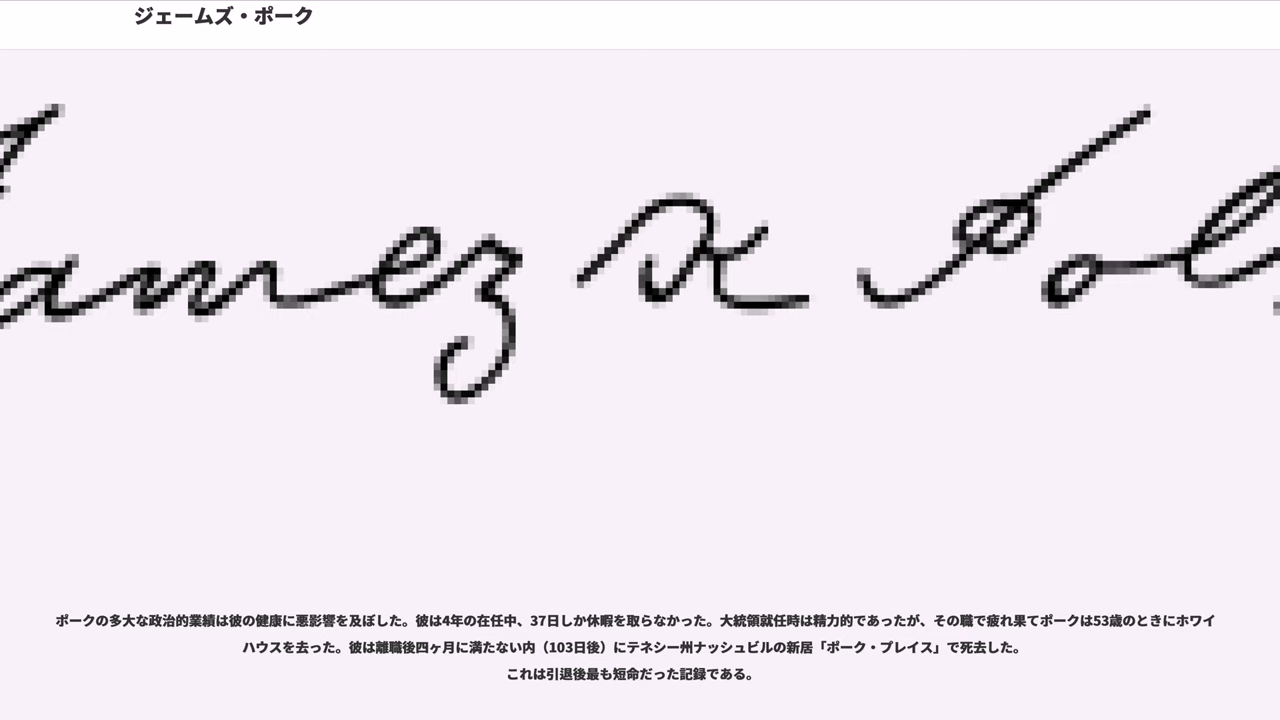 ジェームズ・ポーク
James K Polk
ポークの多大な政治的業績は彼の健康に悪影響を及ぼした。彼は4年の在任中、37日しか休暇を取らなかった。大統領就任時は精力的であったが、その職で疲れ果てポークは53歳のときにホワイ
ハウスを去った。彼は離職後四ヶ月に満たない内（103日後）にテネシー州ナッシュビルの新居「ポーク・プレイス」で死去した。
これは引退後最も短命だった記録である。